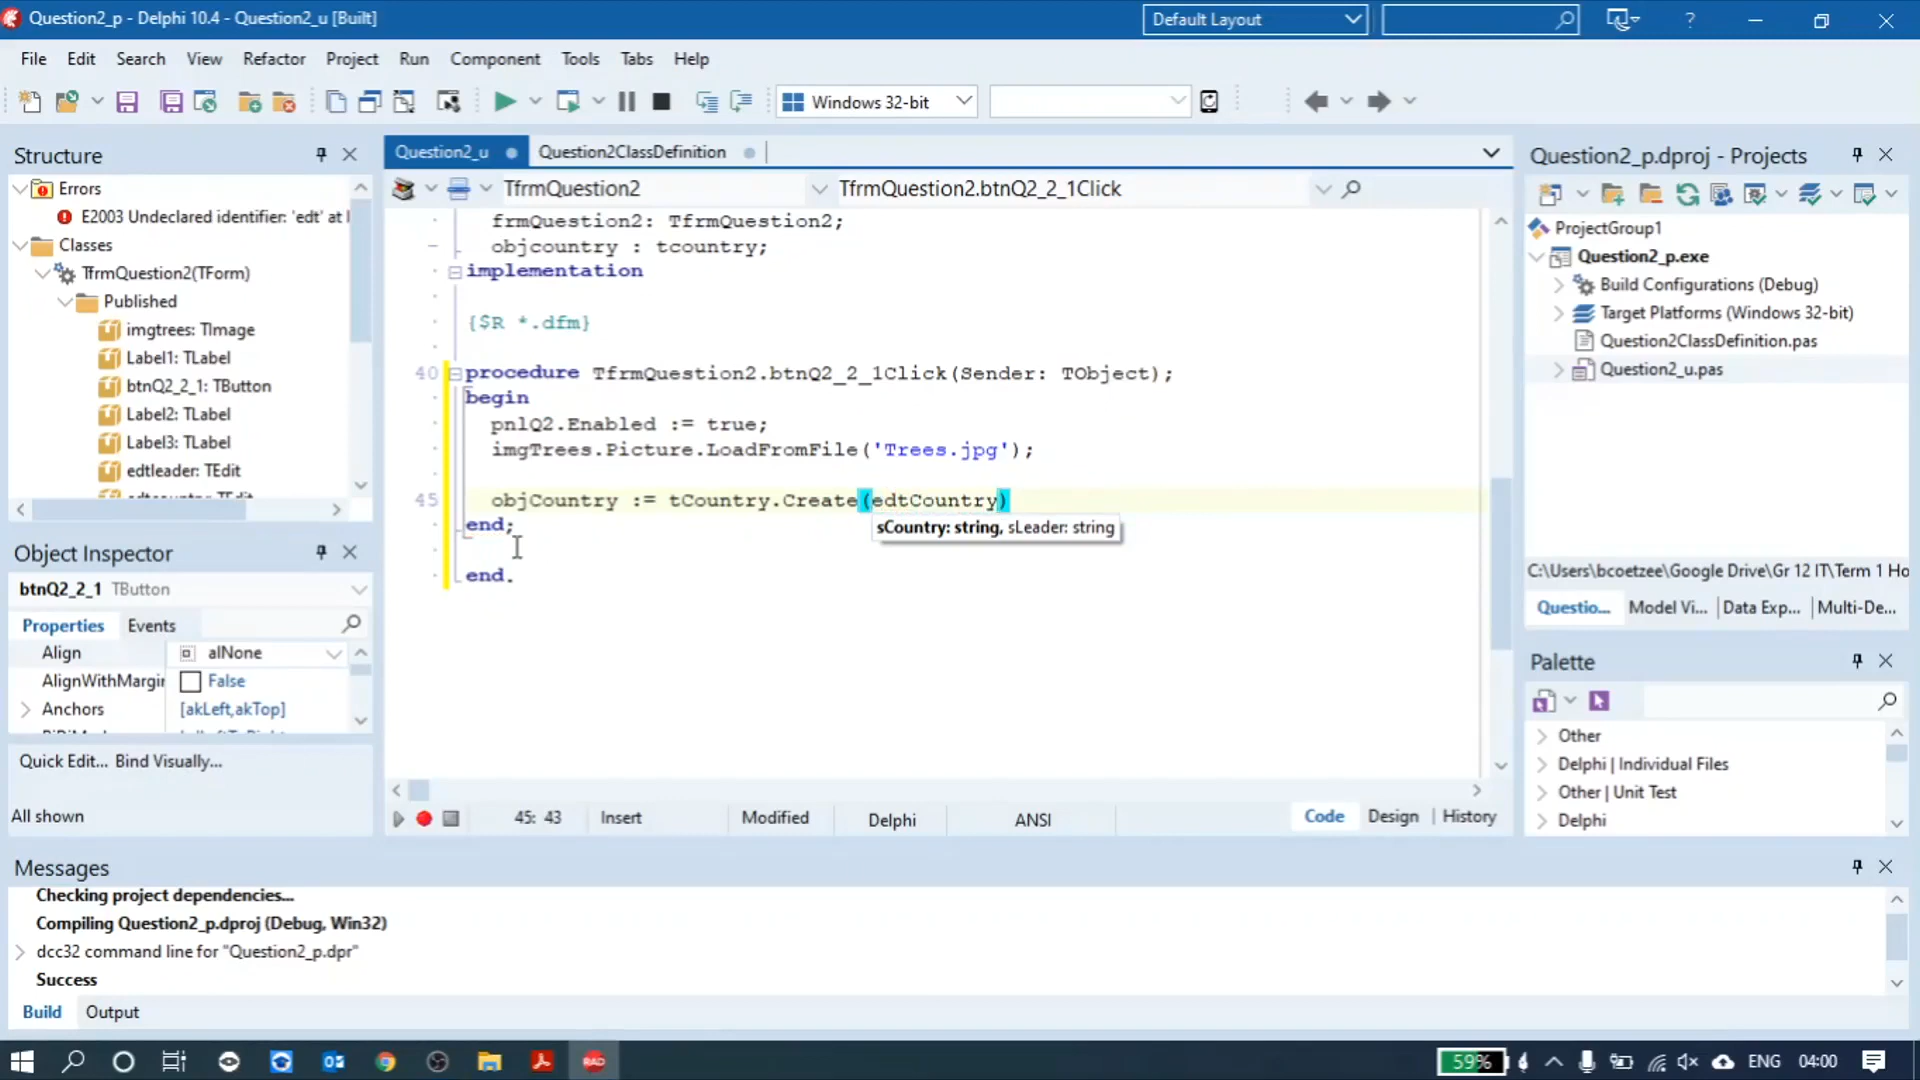 Question2_p - Delphi 10.4 - Question2_u [Built]
Default Layout
File Edit Search View Refactor Project Run Component Tools Tabs Help
Windows 32-bit
Structure
Errors
E2003 Undeclared identifier: 'edt' at l
Classes
TfrmQuestion2(TForm)
Published
imgtrees: TImage
Label1: TLabel
btnQ2_2_1: TButton
Label2: TLabel
Label3: TLabel
edtleader: TEdit
Object Inspector
btnQ2_2_1 TButton
Properties Events
Align alNone
AlignWithMargin False
Anchors [akLeft,akTop]
Quick Edit... Bind Visually...
All shown
Question2_u Question2ClassDefinition
TfrmQuestion2 TfrmQuestion2.btnQ2_2_1Click
frmQuestion2: TfrmQuestion2;
objcountry : tcountry;
implementation
{$R *.dfm}
40 procedure TfrmQuestion2.btnQ2_2_1Click(Sender: TObject);
begin
pnlQ2.Enabled := true;
imgTrees.Picture.LoadFromFile('Trees.jpg');
45 objCountry := tCountry.Create(edtCountry)
end;
sCountry: string, sLeader: string
end.
45: 43 Insert Modified Delphi ANSI Code Design History
Question2_p.dproj - Projects
ProjectGroup1
Question2_p.exe
Build Configurations (Debug)
Target Platforms (Windows 32-bit)
Question2ClassDefinition.pas
Question2_u.pas
C:\Users\bcoetzee\Google Drive\Gr 12 IT\Term 1 Ho
Questio... Model Vi... Data Exp... Multi-De...
Palette
Other
Delphi | Individual Files
Other | Unit Test
Delphi
Messages
Checking project dependencies...
Compiling Question2_p.dproj (Debug, Win32)
dcc32 command line for "Question2_p.dpr"
Success
Build Output
59% ENG 04:00